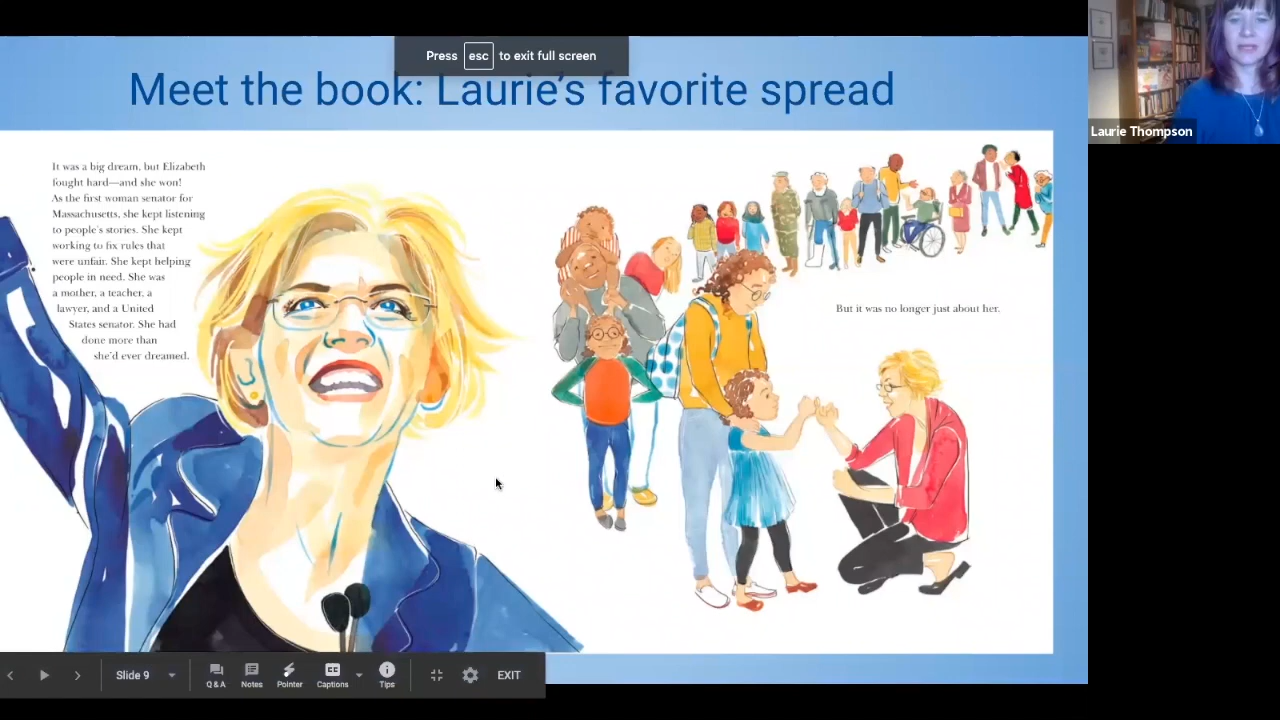 Press esc to exit full screen
Meet the book: Laurie's favorite spread
Laurie Thompson
It was a big dream, but Elizabeth
fought hard—and she won!
As the first woman senator for
Massachusetts, she kept listening
to people's stories. She kept
working to fix rules that
were unfair. She kept helping
people in need. She was
a mother, a teacher, a
lawyer, and a United
States senator. She had
done more than
she'd ever dreamed.
But it was no longer just about her.
Slide 9
Q & A
Notes
Pointer
CC
Captions
Tips
EXIT